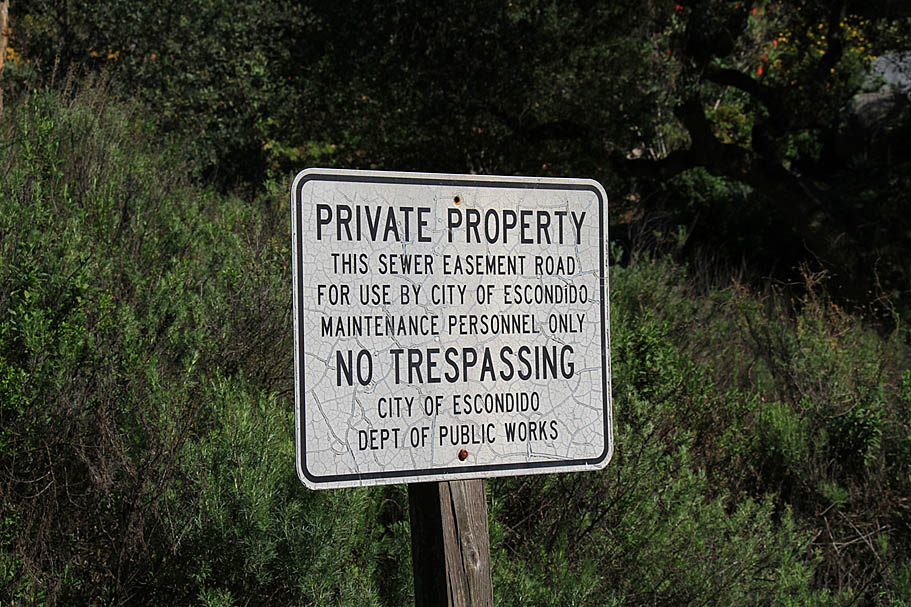 PRIVATE PROPERTY
THIS SEWER EASEMENT ROAD
FOR USE BY CITY OF ESCONDIDO
MAINTENANCE PERSONNEL ONLY
NO TRESPASSING
CITY OF ESCONDIDO
DEPT OF PUBLIC WORKS